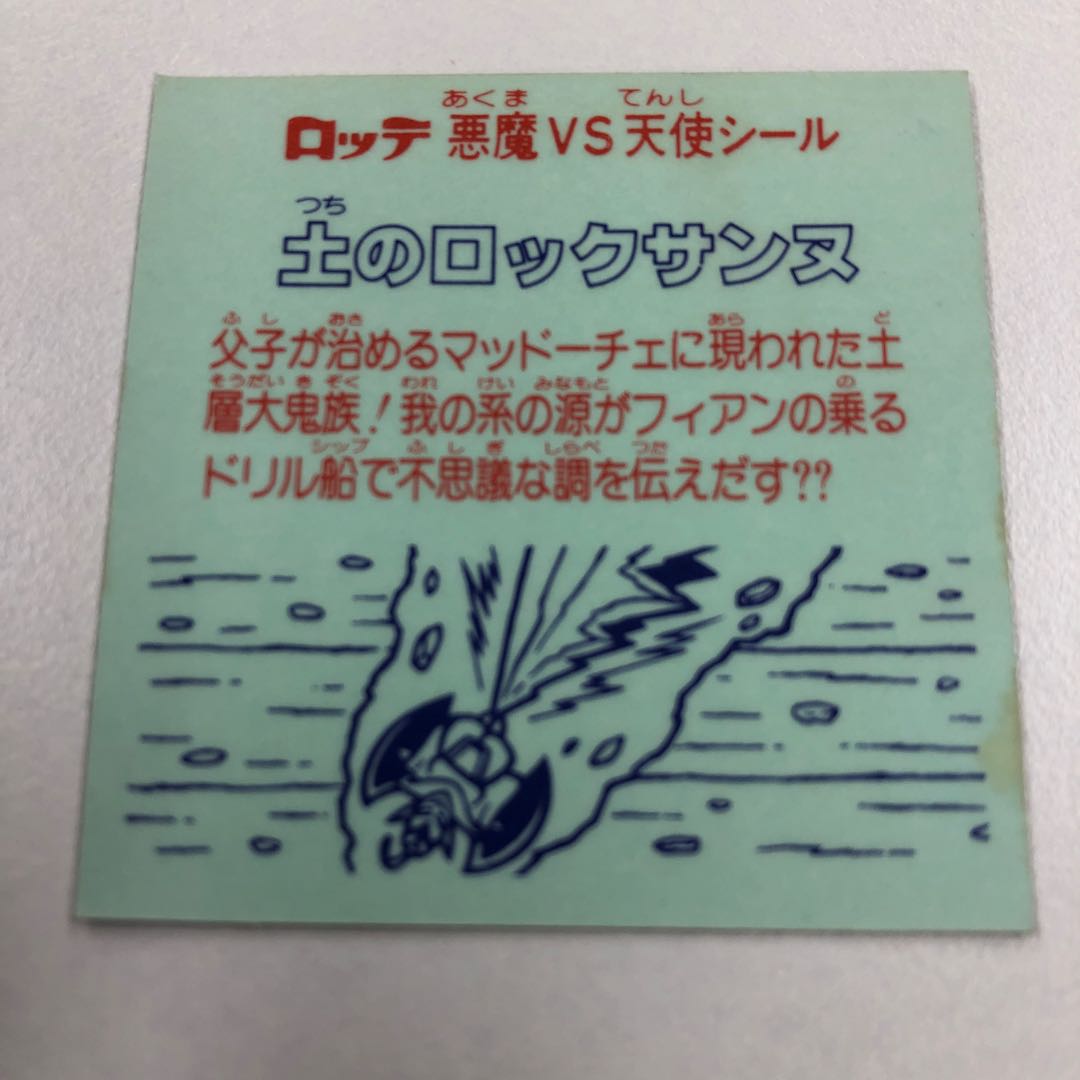 あくま てんし
ロッテ 悪魔VS天使シール
つち
土のロックサンヌ
ふし おさ あら ど
父子が治めるマッドーチェに現われた土
そうだい き ぞく われ けい みなもと の
層大鬼族！我の系の源がフィアンの乗る
シップ ふしぎ しらべ つた
ドリル船で不思議な調を伝えだす??